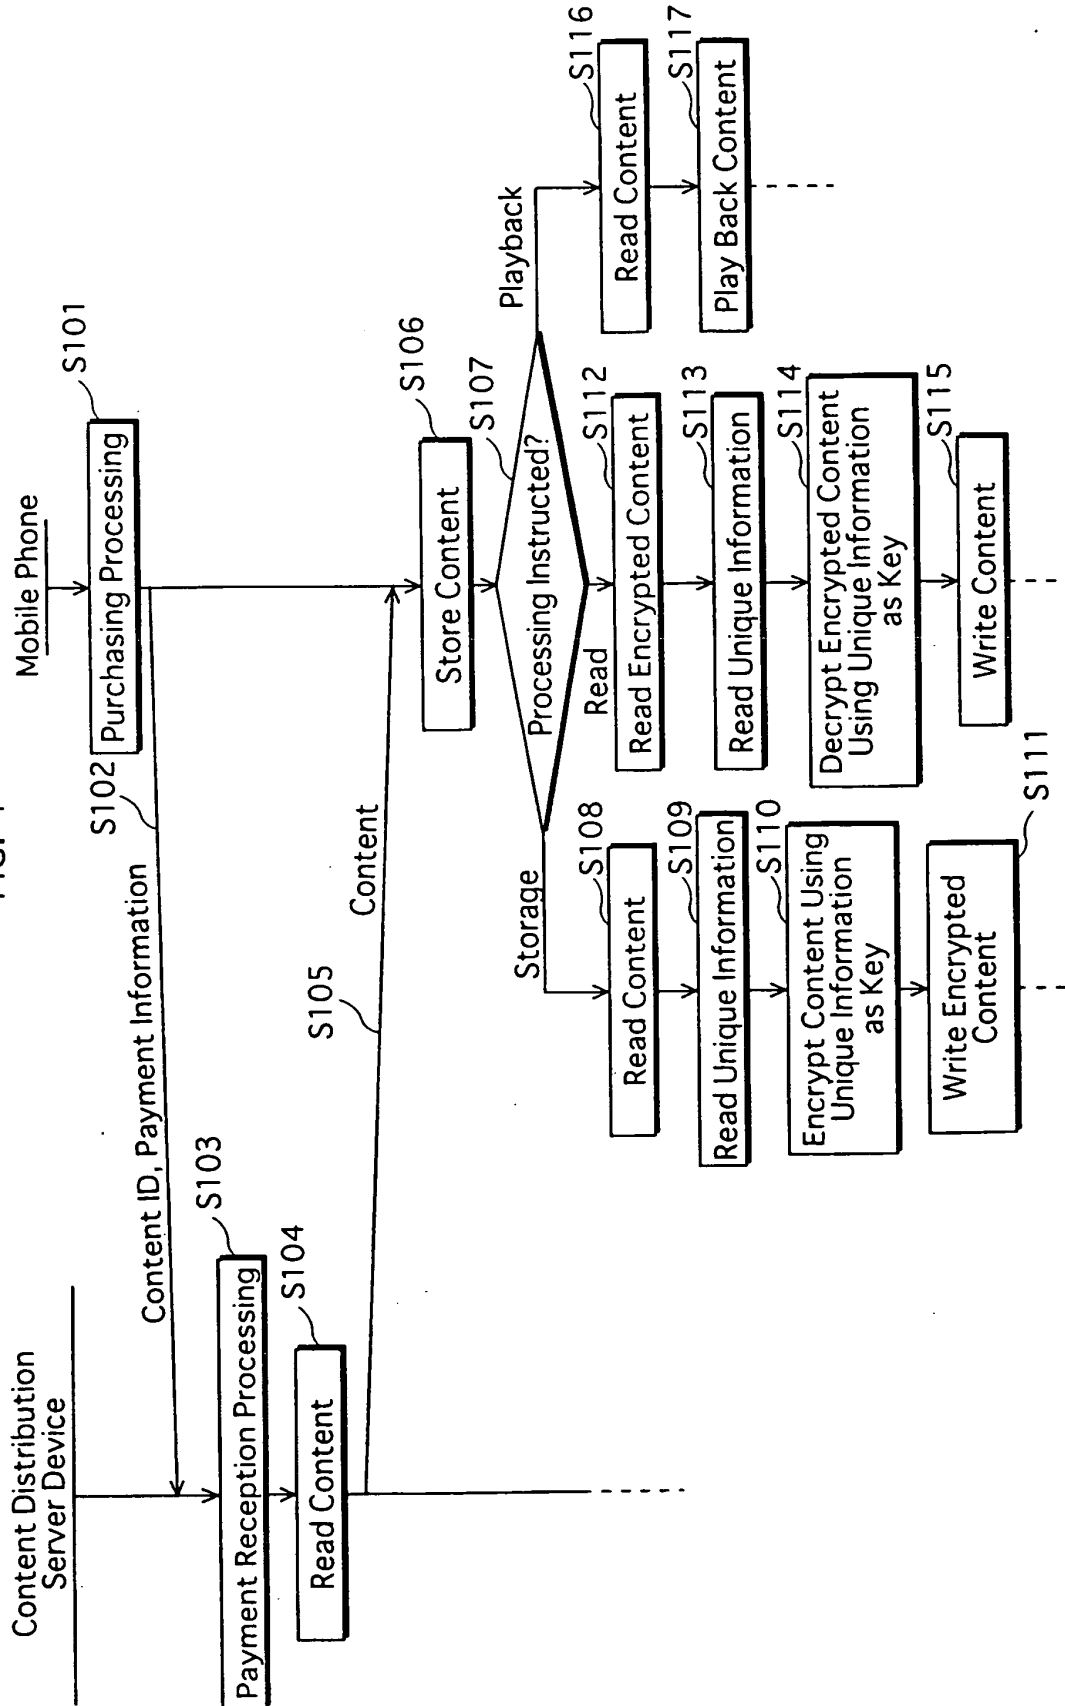 Content Distribution
Server Device
Mobile Phone
Purchasing Processing
S101
S102
Content ID, Payment Information
S103
Payment Reception Processing
S104
Read Content
S105
Content
S106
Store Content
S107
Processing Instructed?
Storage
Read
Playback
S108
Read Content
S109
Read Unique Information
S110
Encrypt Content Using
Unique Information
as Key
S111
Write Encrypted
Content
S112
Read Encrypted Content
S113
Read Unique Information
S114
Decrypt Encrypted Content
Using Unique Information
as Key
S115
Write Content
S116
Read Content
S117
Play Back Content